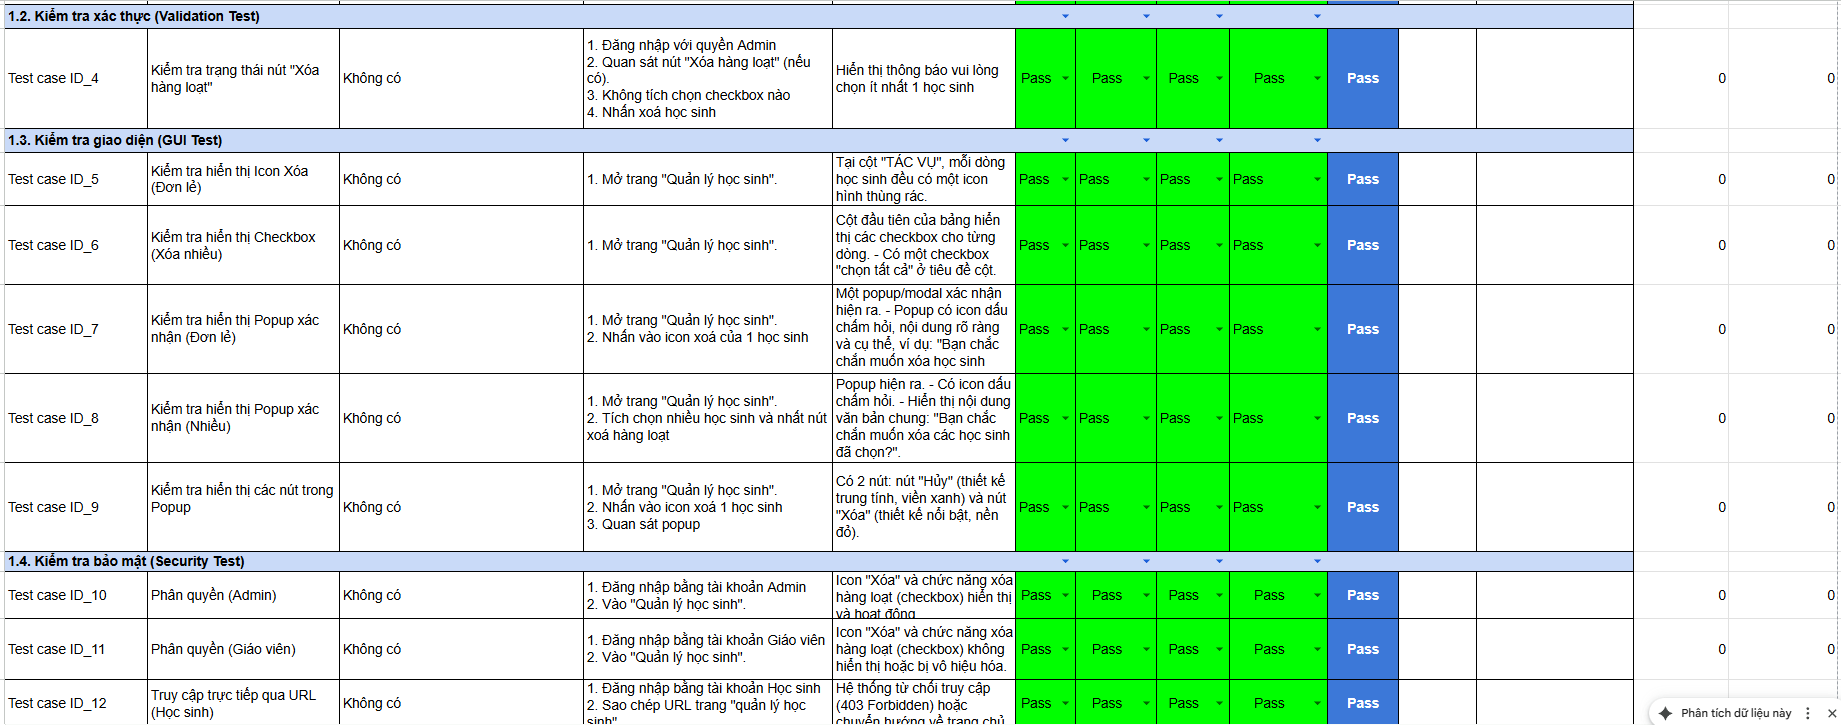 1.2. Kiểm tra xác thực (Validation Test)
Test case ID_4
Kiểm tra trạng thái nút "Xóa
hàng loạt"
Không có
1. Đăng nhập với quyền Admin
2. Quan sát nút "Xóa hàng loạt" (nếu
có).
3. Không tích chọn checkbox nào
4. Nhấn xoá học sinh
Hiển thị thông báo vui lòng
chọn ít nhất 1 học sinh
Pass Pass Pass Pass Pass 0 0
1.3. Kiểm tra giao diện (GUI Test)
Test case ID_5
Kiểm tra hiển thị Icon Xóa
(Đơn lẻ)
Không có
1. Mở trang "Quản lý học sinh".
Tại cột "TÁC VỤ", mỗi dòng
học sinh đều có một icon
hình thùng rác.
Pass Pass Pass Pass Pass 0 0
Test case ID_6
Kiểm tra hiển thị Checkbox
(Xóa nhiều)
Không có
1. Mở trang "Quản lý học sinh".
Cột đầu tiên của bảng hiển
thị các checkbox cho từng
dòng. - Có một checkbox
"chọn tất cả" ở tiêu đề cột.
Pass Pass Pass Pass Pass 0 0
Test case ID_7
Kiểm tra hiển thị Popup xác
nhận (Đơn lẻ)
Không có
1. Mở trang "Quản lý học sinh".
2. Nhấn vào icon xoá của 1 học sinh
Một popup/modal xác nhận
hiện ra. - Popup có icon dấu
chấm hỏi, nội dung rõ ràng
và cụ thể, ví dụ: "Bạn chắc
chắn muốn xóa học sinh
Pass Pass Pass Pass Pass 0 0
Test case ID_8
Kiểm tra hiển thị Popup xác
nhận (Nhiều)
Không có
1. Mở trang "Quản lý học sinh".
2. Tích chọn nhiều học sinh và nhất nút
xoá hàng loạt
Popup hiện ra. - Có icon dấu
chấm hỏi. - Hiển thị nội dung
văn bản chung: "Bạn chắc
chắn muốn xóa các học sinh
đã chọn?".
Pass Pass Pass Pass Pass 0 0
Test case ID_9
Kiểm tra hiển thị các nút trong
Popup
Không có
1. Mở trang "Quản lý học sinh".
2. Nhấn vào icon xoá 1 học sinh
3. Quan sát popup
Có 2 nút: nút "Hủy" (thiết kế
trung tính, viền xanh) và nút
"Xóa" (thiết kế nổi bật, nền
đỏ).
Pass Pass Pass Pass Pass 0 0
1.4. Kiểm tra bảo mật (Security Test)
Test case ID_10
Phân quyền (Admin)
Không có
1. Đăng nhập bằng tài khoản Admin
2. Vào "Quản lý học sinh".
Icon "Xóa" và chức năng xóa
hàng loạt (checkbox) hiển thị
và hoạt động
Pass Pass Pass Pass Pass 0 0
Test case ID_11
Phân quyền (Giáo viên)
Không có
1. Đăng nhập bằng tài khoản Giáo viên
2. Vào "Quản lý học sinh".
Icon "Xóa" và chức năng xóa
hàng loạt (checkbox) không
hiển thị hoặc bị vô hiệu hóa.
Pass Pass Pass Pass Pass 0 0
Test case ID_12
Truy cập trực tiếp qua URL
(Học sinh)
Không có
1. Đăng nhập bằng tài khoản Học sinh
2. Sao chép URL trang "quản lý học
sinh"
Hệ thống từ chối truy cập
(403 Forbidden) hoặc
chuyển hướng về trang chủ
Pass Pass Pass Pass Pass 0 0
Phân tích dữ liệu này